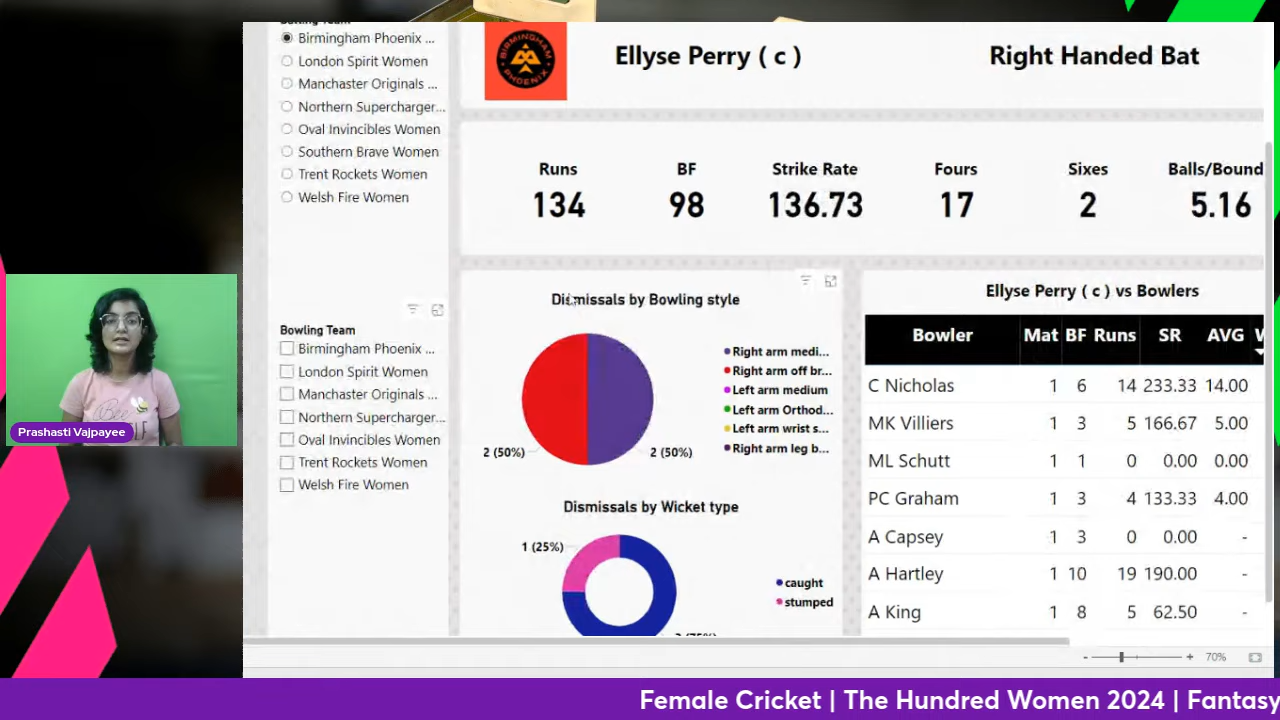 Birmingham Phoenix ...
London Spirit Women
Manchaster Originals ...
Northern Supercharger...
Oval Invincibles Women
Southern Brave Women
Trent Rockets Women
Welsh Fire Women
BIRMINGHAM
PHOENIX
Ellyse Perry ( c )
Right Handed Bat
Runs BF Strike Rate Fours Sixes Balls/Bound
134 98 136.73 17 2 5.16
Bowling Team
Birmingham Phoenix ...
London Spirit Women
Manchaster Originals ...
Northern Supercharger...
Oval Invincibles Women
Trent Rockets Women
Welsh Fire Women
Dismissals by Bowling style
Right arm medi...
Right arm off br...
Left arm medium
Left arm Orthod...
Left arm wrist s...
Right arm leg b...
2 (50%) 2 (50%)
Dismissals by Wicket type
1 (25%)
caught
stumped
Ellyse Perry ( c ) vs Bowlers
Bowler Mat BF Runs SR AVG
C Nicholas 1 6 14 233.33 14.00
MK Villiers 1 3 5 166.67 5.00
ML Schutt 1 1 0 0.00 0.00
PC Graham 1 3 4 133.33 4.00
A Capsey 1 3 0 0.00 -
A Hartley 1 10 19 190.00 -
A King 1 8 5 62.50 -
- + 70%
Prashasti Vajpayee
Female Cricket | The Hundred Women 2024 | Fantasy